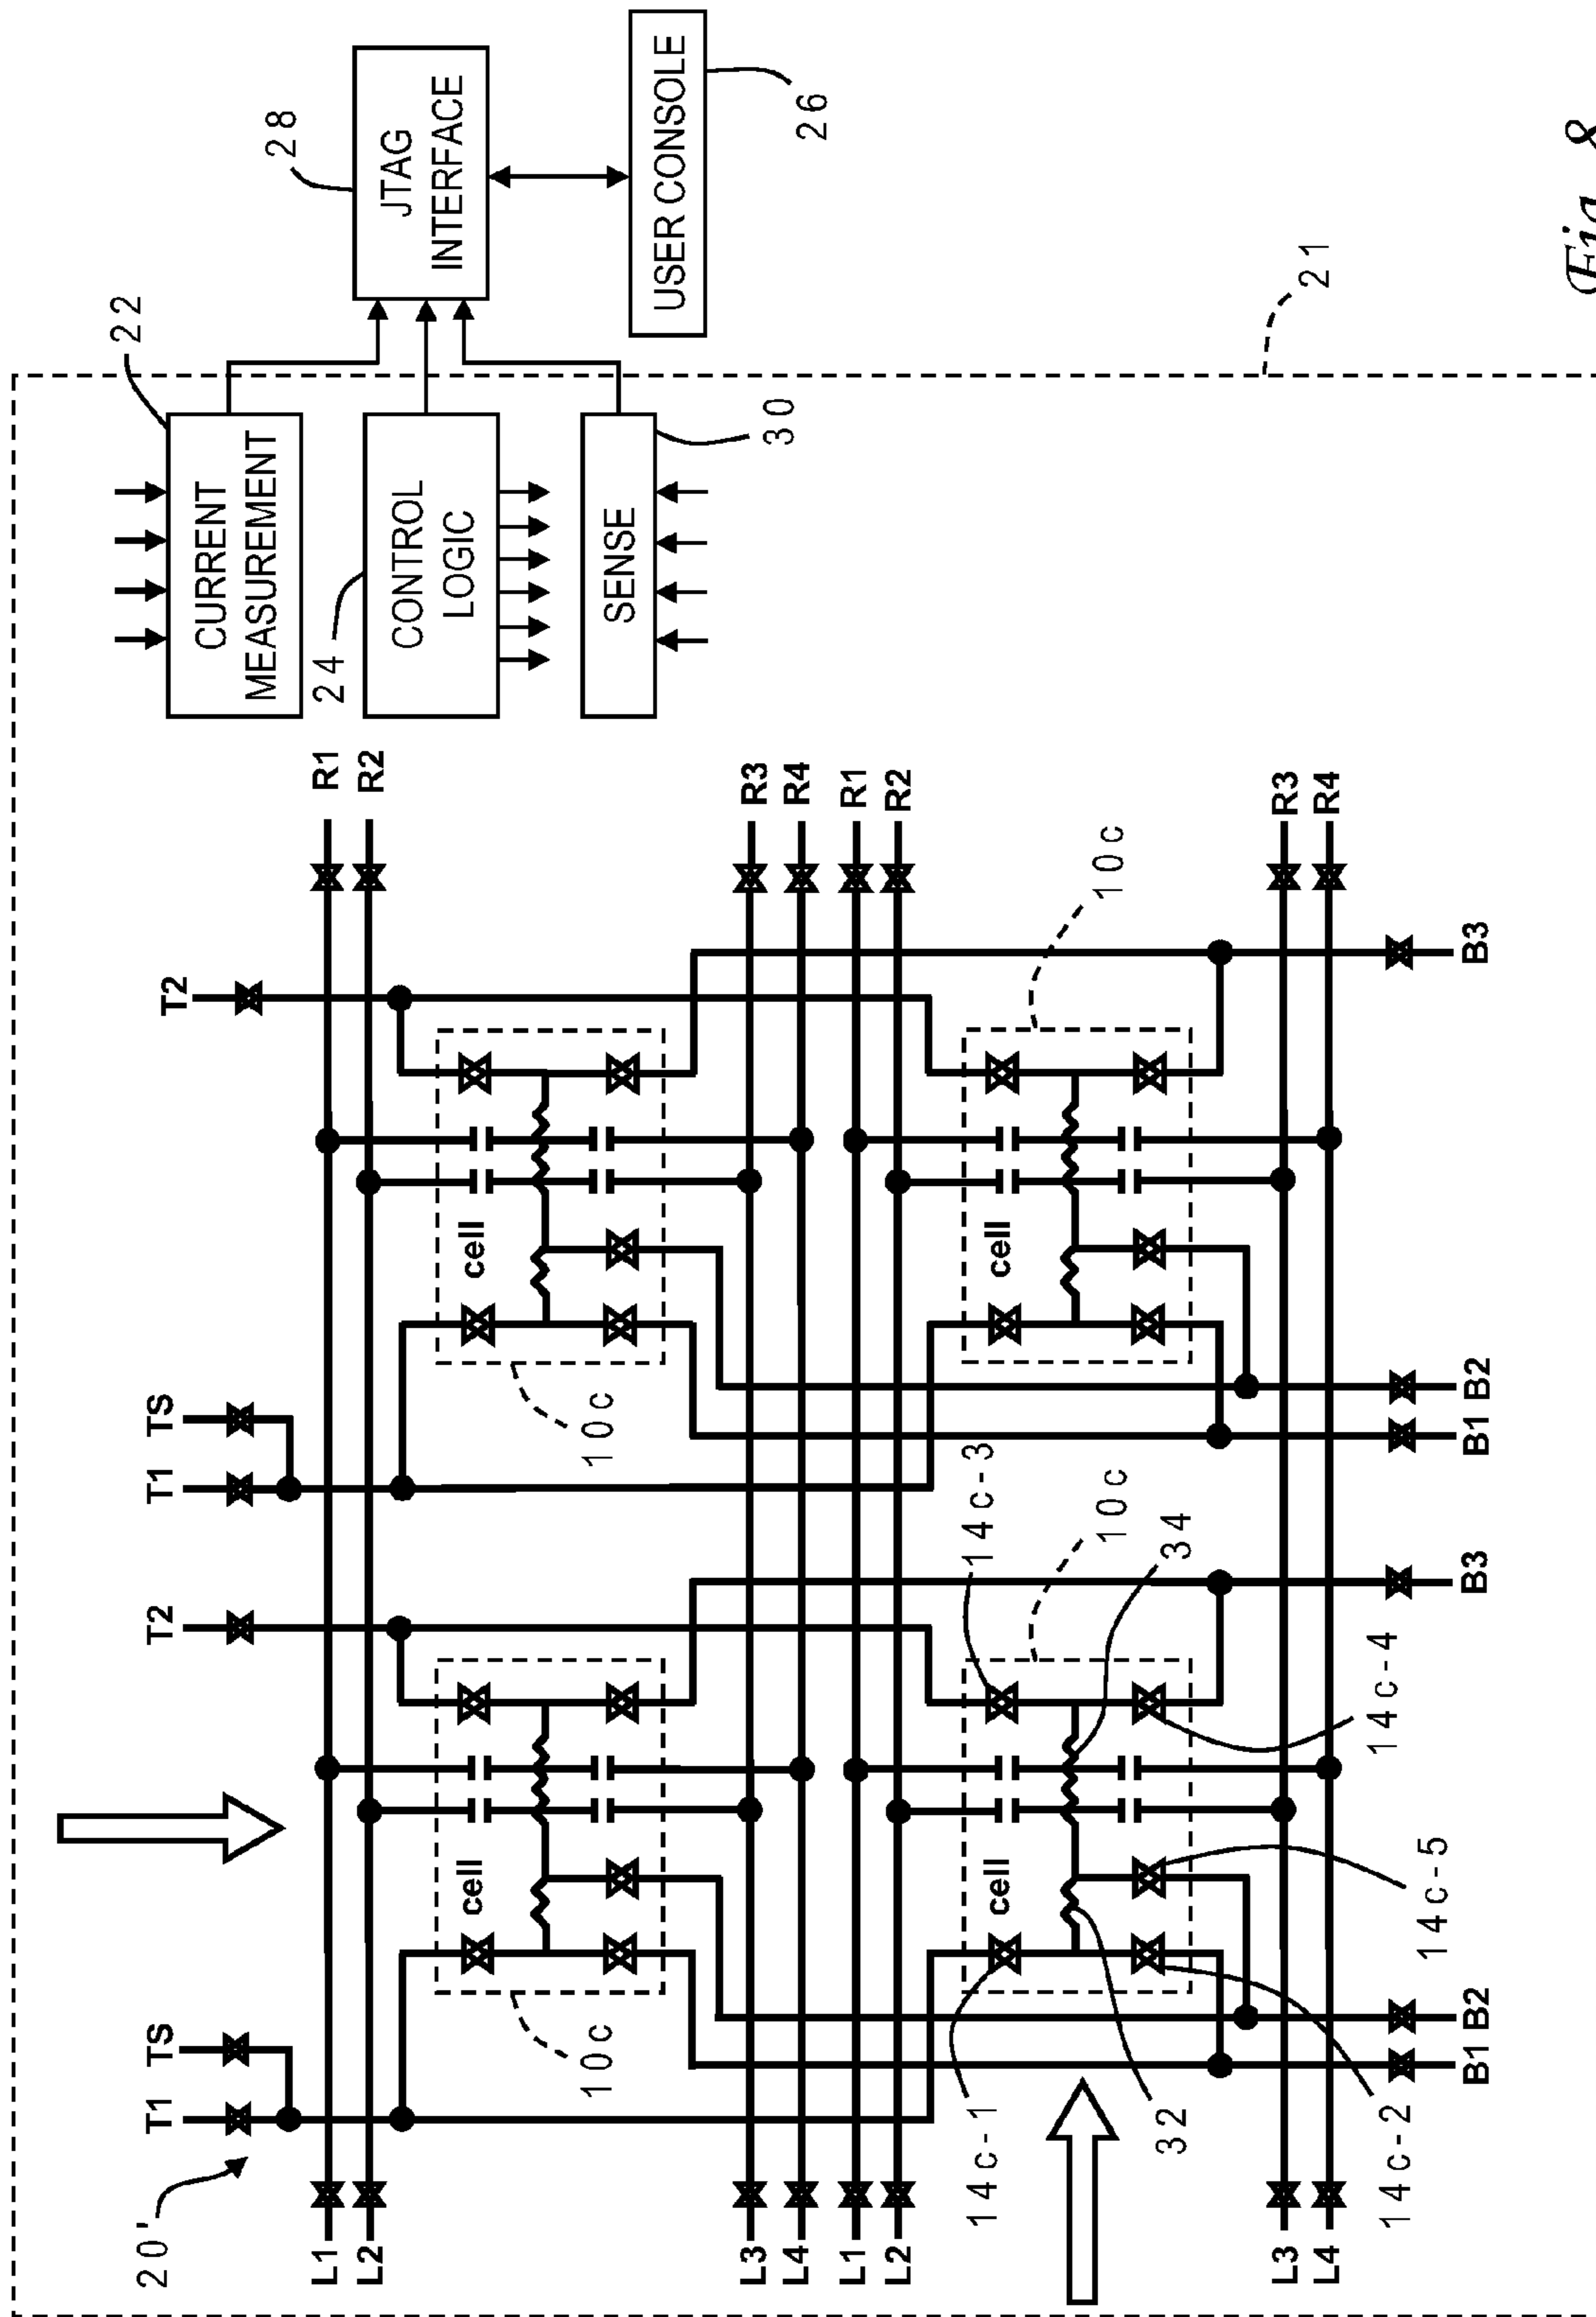 20'
T1
TS
T2
T1
TS
T2
L1
L2
R1
R2
cell
cell
10c
10c
L3
L4
L1
L2
R3
R4
R1
R2
14c-3
10c
10c
34
cell
cell
14c-1
32
14c-2
14c-5
14c-4
L3
L4
R3
R4
B1
B2
B3
B1
B2
B3
22
CURRENT
MEASUREMENT
24
CONTROL
LOGIC
SENSE
30
28
JTAG
INTERFACE
USER CONSOLE
26
21
Fig. 8